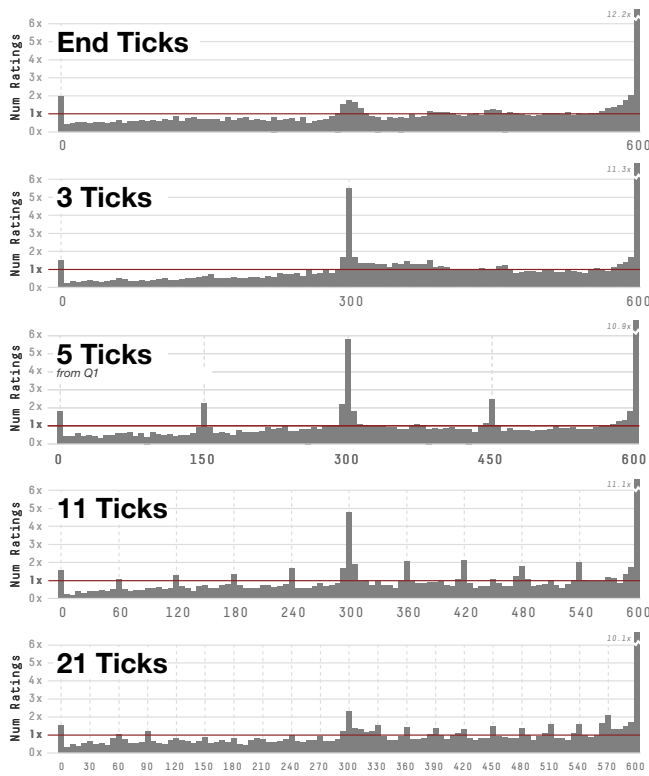 12.2x
6x
End Ticks
5x
4x
3x
2x
1x
0x
Num Ratings
0 600
11.3x
6x
3 Ticks
5x
4x
3x
2x
1x
0x
Num Ratings
0 300 600
10.9x
6x
5 Ticks
5x
from Q1
4x
3x
2x
1x
0x
Num Ratings
0 150 300 450 600
11.1x
6x
11 Ticks
5x
4x
3x
2x
1x
0x
Num Ratings
0 60 120 180 240 300 360 420 480 540 600
10.1x
6x
21 Ticks
5x
4x
3x
2x
1x
0x
Num Ratings
0 30 60 90 120 150 180 210 240 270 300 330 360 390 420 450 480 510 540 570 600